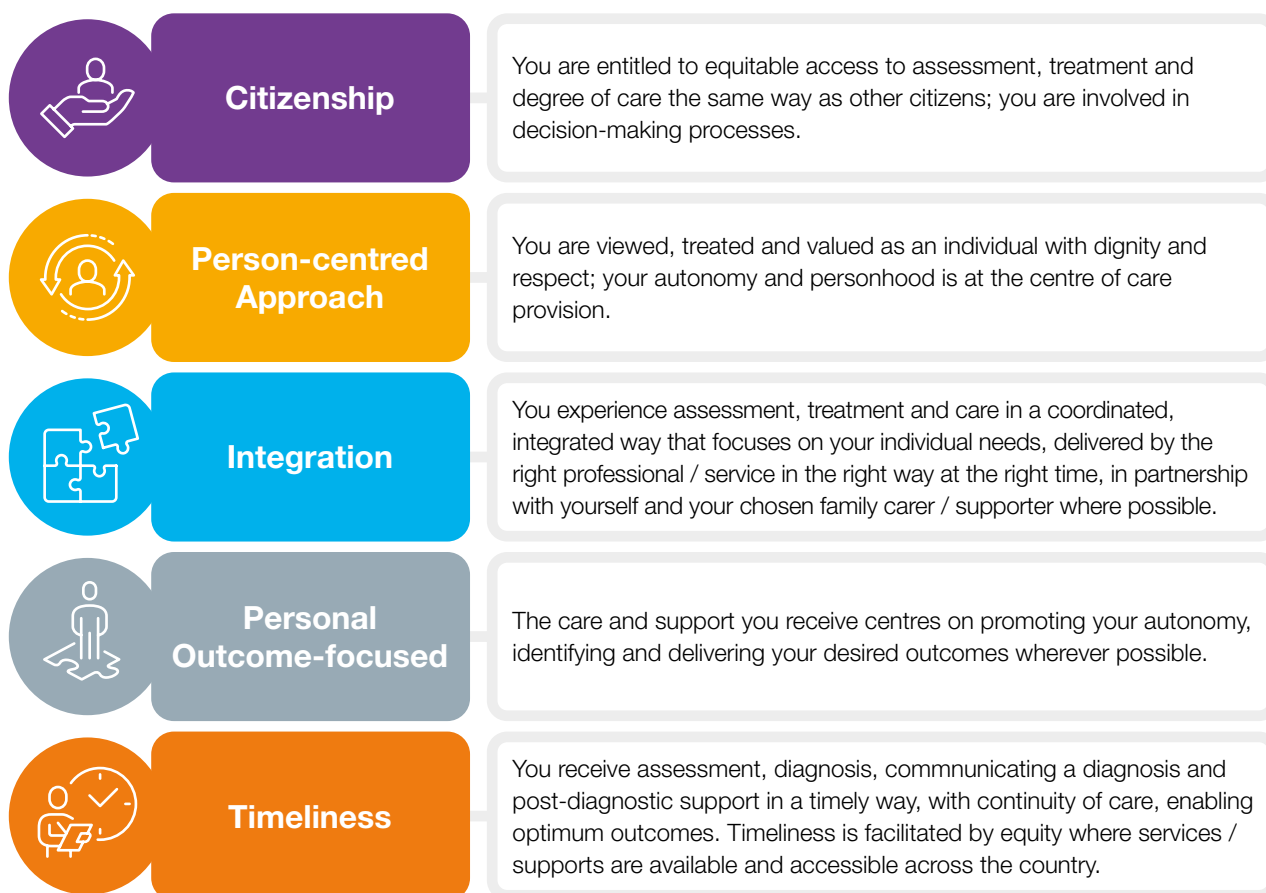 Citizenship
You are entitled to equitable access to assessment, treatment and
degree of care the same way as other citizens; you are involved in
decision-making processes.
Person-centred
Approach
You are viewed, treated and valued as an individual with dignity and
respect; your autonomy and personhood is at the centre of care
provision.
Integration
You experience assessment, treatment and care in a coordinated,
integrated way that focuses on your individual needs, delivered by the
right professional / service in the right way at the right time, in partnership
with yourself and your chosen family carer / supporter where possible.
Personal
Outcome-focused
The care and support you receive centres on promoting your autonomy,
identifying and delivering your desired outcomes wherever possible.
Timeliness
You receive assessment, diagnosis, commnunicating a diagnosis and
post-diagnostic support in a timely way, with continuity of care, enabling
optimum outcomes. Timeliness is facilitated by equity where services /
supports are available and accessible across the country.